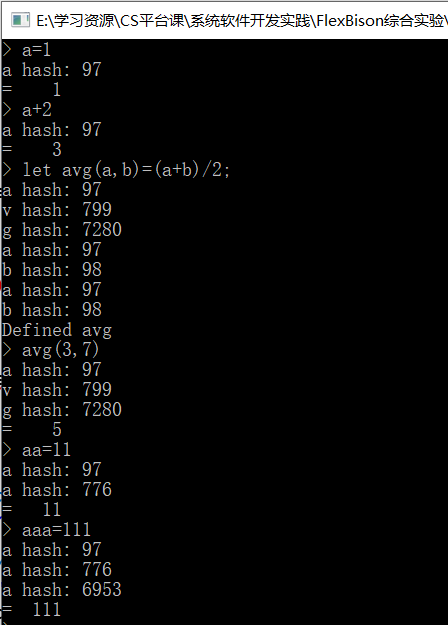 E:\学习资源\CS平台课\系统软件开发实践\FlexBison综合实验\
> a=1
a hash: 97
=    1
> a+2
a hash: 97
=    3
> let avg(a,b)=(a+b)/2;
a hash: 97
v hash: 799
g hash: 7280
a hash: 97
b hash: 98
a hash: 97
b hash: 98
Defined avg
> avg(3,7)
a hash: 97
v hash: 799
g hash: 7280
=    5
> aa=11
a hash: 97
a hash: 776
=   11
> aaa=111
a hash: 97
a hash: 776
a hash: 6953
=  111